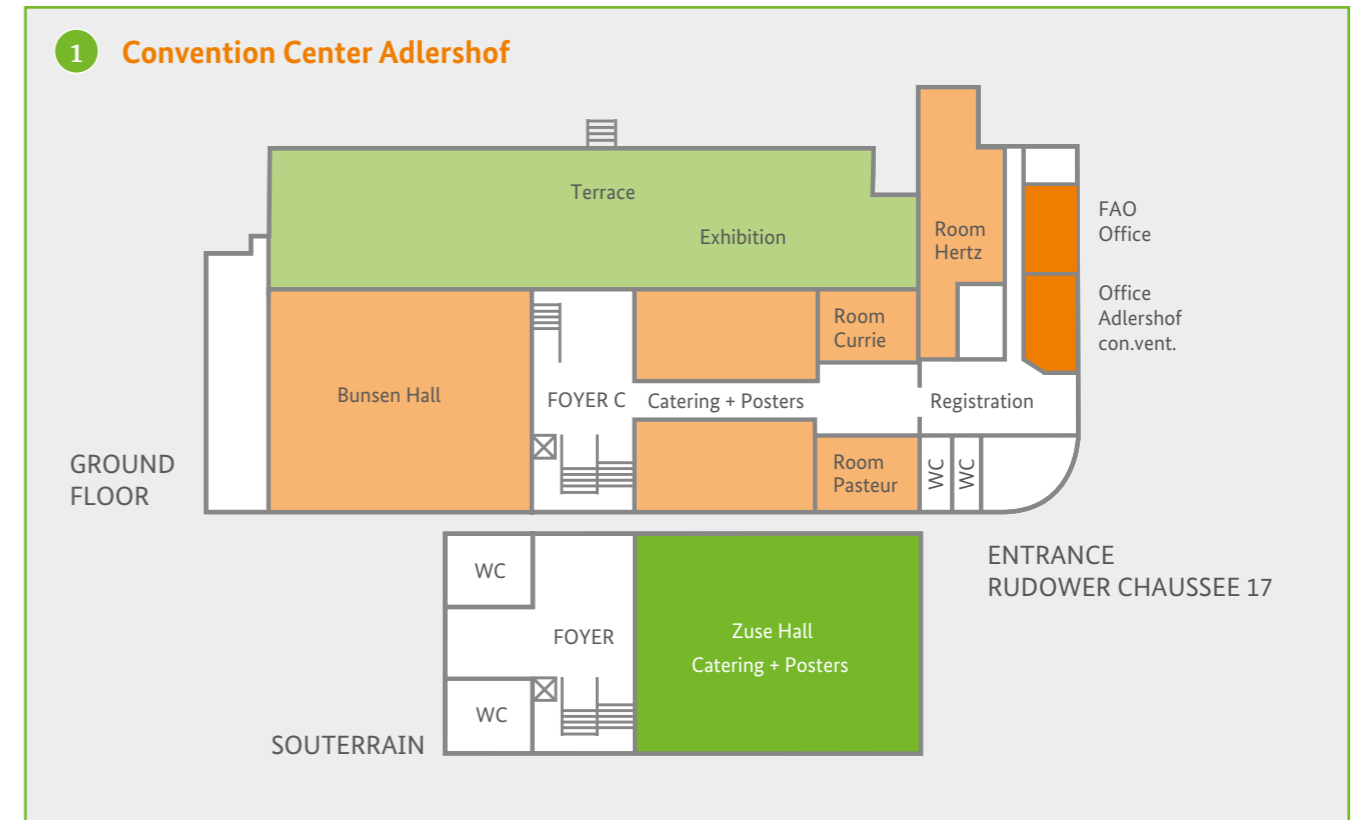 1 Convention Center Adlershof
Terrace
Exhibition
Room
Hertz
FAO
Office
Office
Adlershof
con.vent.
Room
Currie
Bunsen Hall
FOYER C
Catering + Posters
Registration
GROUND
FLOOR
Room
Pasteur
WC
WC
ENTRANCE
RUDOWER CHAUSSEE 17
WC
FOYER
Zuse Hall
Catering + Posters
WC
SOUTERRAIN